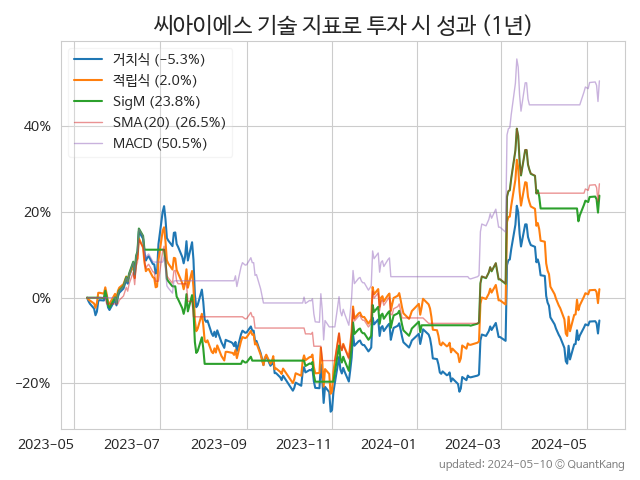 씨아이에스 기술 지표로 투자 시 성과 (1년)
거치식 (−5.3%)
적립식 (2.0%)
SigM (23.8%)
SMA(20) (26.5%)
MACD (50.5%)
40%
20%
0%
−20%
2023-05 2023-07 2023-09 2023-11 2024-01 2024-03 2024-05
updated: 2024-05-10 © QuantKang